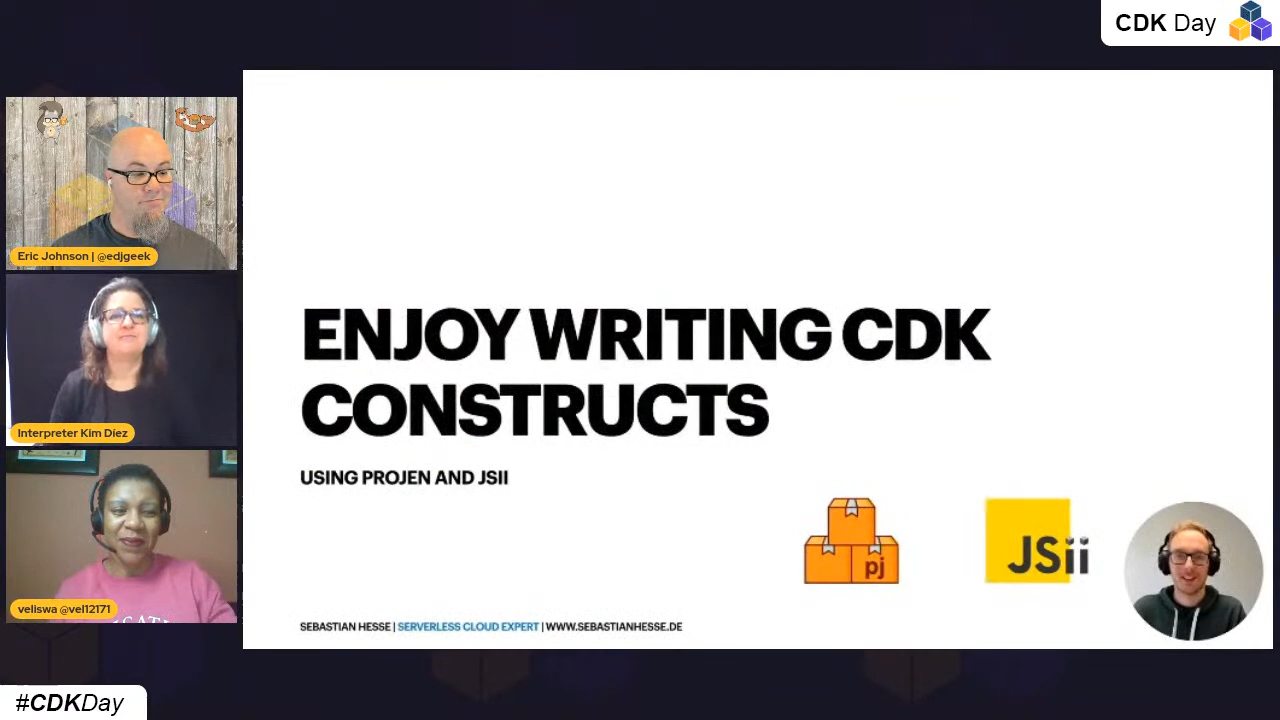 CDK Day
Eric Johnson | @edjgeek
Interpreter Kim Díez
veliswa @vel12171
ENJOY WRITING CDK
CONSTRUCTS
USING PROJEN AND JSII
pj
JSii
SEBASTIAN HESSE | SERVERLESS CLOUD EXPERT | WWW.SEBASTIANHESSE.DE
#CDKDay